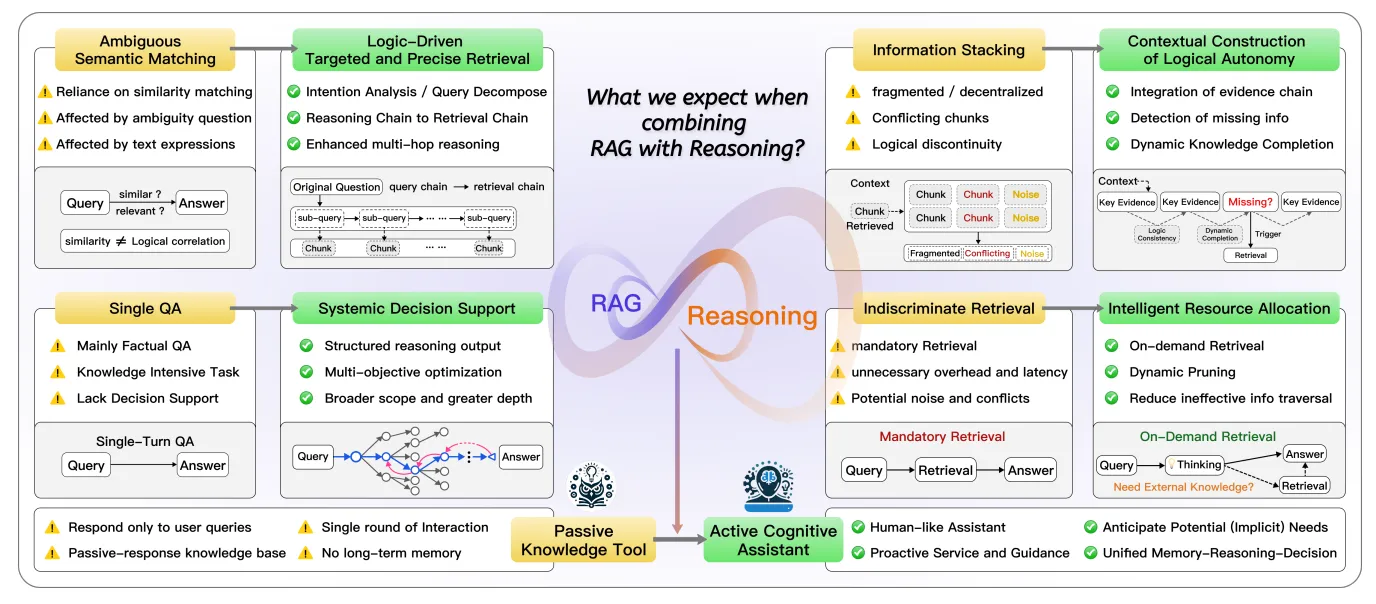 Ambiguous
Semantic Matching
Reliance on similarity matching
Affected by ambiguity question
Affected by text expressions
Query
similar ?
relevant ?
Answer
similarity ≠ Logical correlation
Logic-Driven
Targeted and Precise Retrieval
Intention Analysis / Query Decompose
Reasoning Chain to Retrieval Chain
Enhanced multi-hop reasoning
Original Question query chain → retrieval chain
sub-query sub-query ... ... sub-query
Chunk Chunk ... ... Chunk
What we expect when
combining
RAG with Reasoning?
RAG
Reasoning
Information Stacking
fragmented / decentralized
Conflicting chunks
Logical discontinuity
Context
Chunk
Retrieved
Chunk Chunk Noise
Chunk Chunk Noise
Fragmented Conflicting Noise
Contextual Construction
of Logical Autonomy
Integration of evidence chain
Detection of missing info
Dynamic Knowledge Completion
Context
Key Evidence Key Evidence Missing? Key Evidence
Logic
Consistency
Dynamic
Completion
Trigger
Retrieval
Single QA
Mainly Factual QA
Knowledge Intensive Task
Lack Decision Support
Single-Turn QA
Query Answer
Systemic Decision Support
Structured reasoning output
Multi-objective optimization
Broader scope and greater depth
Query Answer
Indiscriminate Retrieval
mandatory Retrieval
unnecessary overhead and latency
Potential noise and conflicts
Mandatory Retrieval
Query Retrieval Answer
Intelligent Resource Allocation
On-demand Retriveal
Dynamic Pruning
Reduce ineffective info traversal
On-Demand Retrieval
Query Thinking Answer
Need External Knowledge? Retrieval
Respond only to user queries
Single round of Interaction
Passive-response knowledge base
No long-term memory
Passive
Knowledge Tool
Active Cognitive
Assistant
Human-like Assistant
Anticipate Potential (Implicit) Needs
Proactive Service and Guidance
Unified Memory-Reasoning-Decision